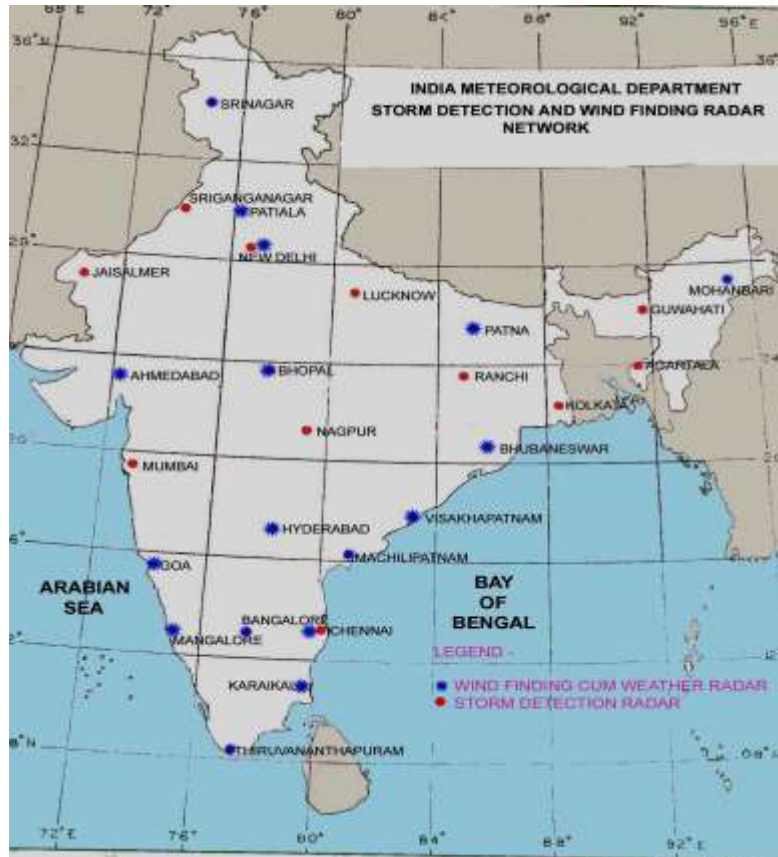 68° E
72°
76°
80°
84°
88°
92°
96°
36° N
36°
INDIA METEOROLOGICAL DEPARTMENT
STORM DETECTION AND WIND FINDING RADAR
NETWORK
SRINAGAR
32°
SRIGANGANAGAR
PATIALA
NEW DELHI
JAISALMER
LUCKNOW
MOHANBARI
GUWAHATI
PATNA
AHMEDABAD
BHOPAL
RANCHI
AGARTALA
KOLKATA
NAGPUR
MUMBAI
BHUBANESWAR
VISAKHAPATNAM
HYDERABAD
MACHILIPATNAM
GOA
ARABIAN
SEA
BAY
OF
BENGAL
BANGALORE
CHENNAI
MANGALORE
LEGEND -
KARAIKAL
WIND FINDING CUM WEATHER RADAR
STORM DETECTION RADAR
THIRUVANANTHAPURAM
08° N
72° E
76°
80°
84°
88°
92°